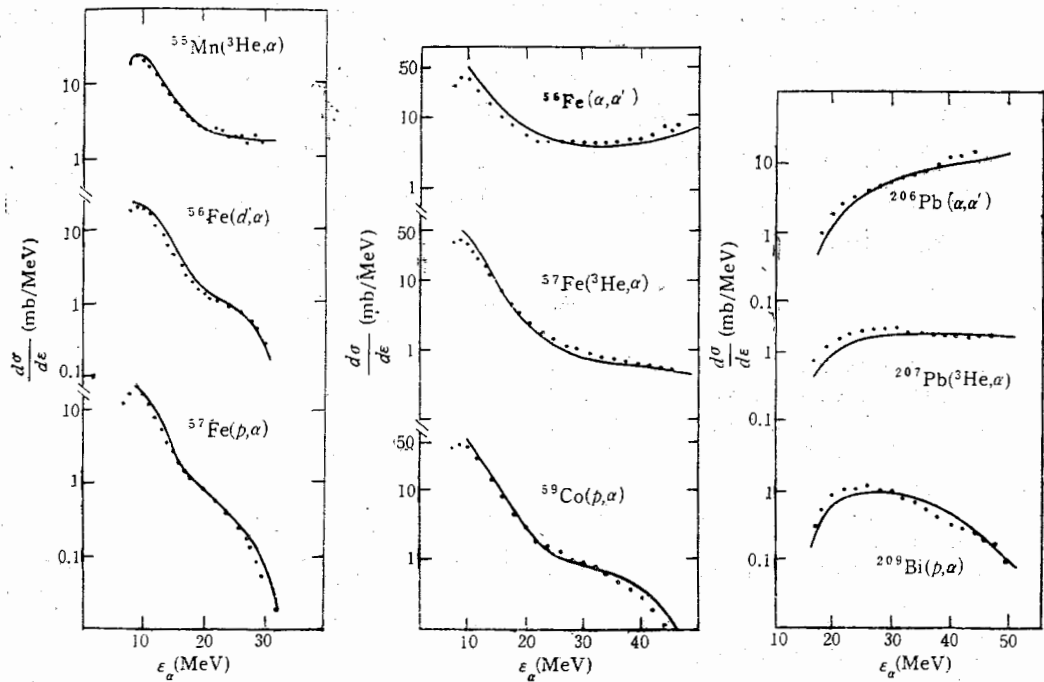 ⁵⁵Mn(³He,α)
10
1
⁵⁶Fe(d,α)
10
1
0.1
⁵⁷Fe(p,α)
10
1
0.1
dσ/dε (mb/MeV)
10 20 30
ε_α(MeV)
50
⁵⁶Fe(α,α′)
10
5
1
50
⁵⁷Fe(³He,α)
10
1
50
⁵⁹Co(p,α)
10
1
dσ/dε (mb/MeV)
10 20 30 40
ε_α(MeV)
10
²⁰⁶Pb(α,α′)
1
0.1
1
²⁰⁷Pb(³He,α)
0.1
1
0.1
²⁰⁹Bi(p,α)
dσ/dε (mb/MeV)
10 20 30 40 50
ε_α(MeV)